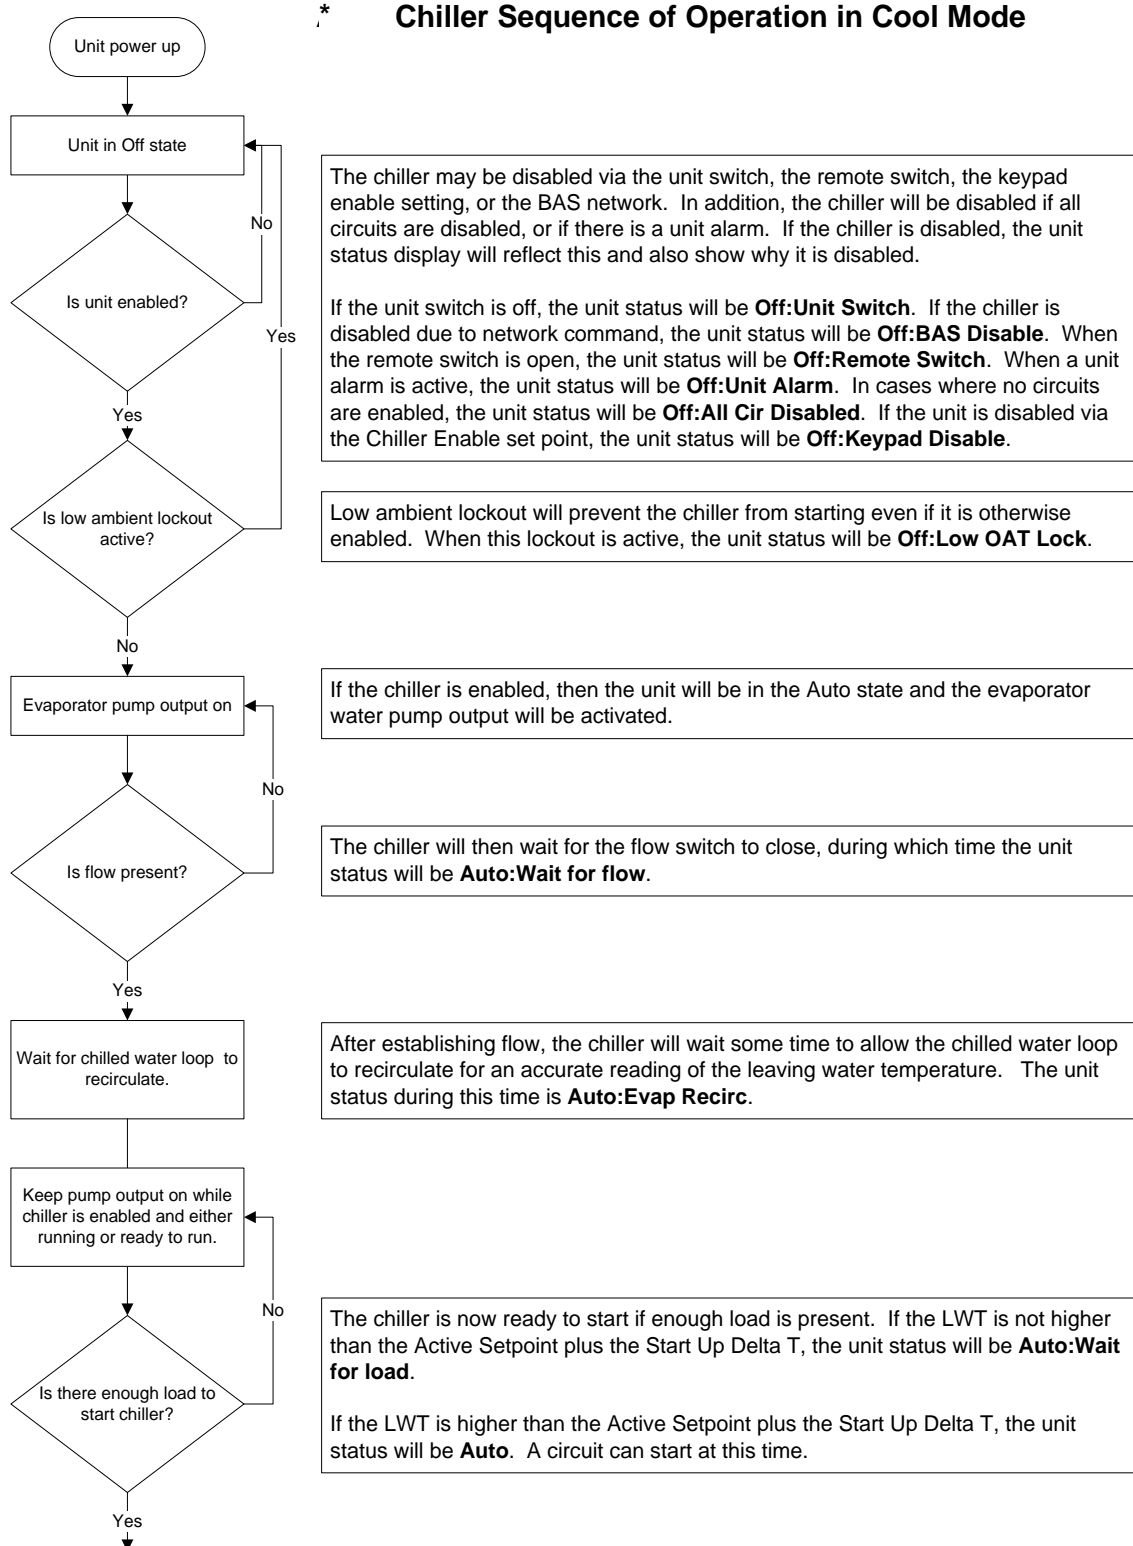 * Chiller Sequence of Operation in Cool Mode
Unit power up
Unit in Off state
The chiller may be disabled via the unit switch, the remote switch, the keypad
enable setting, or the BAS network. In addition, the chiller will be disabled if all
circuits are disabled, or if there is a unit alarm. If the chiller is disabled, the unit
status display will reflect this and also show why it is disabled.
If the unit switch is off, the unit status will be Off:Unit Switch. If the chiller is
disabled due to network command, the unit status will be Off:BAS Disable. When
the remote switch is open, the unit status will be Off:Remote Switch. When a unit
alarm is active, the unit status will be Off:Unit Alarm. In cases where no circuits
are enabled, the unit status will be Off:All Cir Disabled. If the unit is disabled via
the Chiller Enable set point, the unit status will be Off:Keypad Disable.
No
Is unit enabled?
Yes
Yes
Is low ambient lockout
active?
Low ambient lockout will prevent the chiller from starting even if it is otherwise
enabled. When this lockout is active, the unit status will be Off:Low OAT Lock.
No
Evaporator pump output on
If the chiller is enabled, then the unit will be in the Auto state and the evaporator
water pump output will be activated.
No
Is flow present?
The chiller will then wait for the flow switch to close, during which time the unit
status will be Auto:Wait for flow.
Yes
Wait for chilled water loop to
recirculate.
After establishing flow, the chiller will wait some time to allow the chilled water loop
to recirculate for an accurate reading of the leaving water temperature. The unit
status during this time is Auto:Evap Recirc.
Keep pump output on while
chiller is enabled and either
running or ready to run.
No
Is there enough load to
start chiller?
The chiller is now ready to start if enough load is present. If the LWT is not higher
than the Active Setpoint plus the Start Up Delta T, the unit status will be Auto:Wait
for load.
If the LWT is higher than the Active Setpoint plus the Start Up Delta T, the unit
status will be Auto. A circuit can start at this time.
Yes